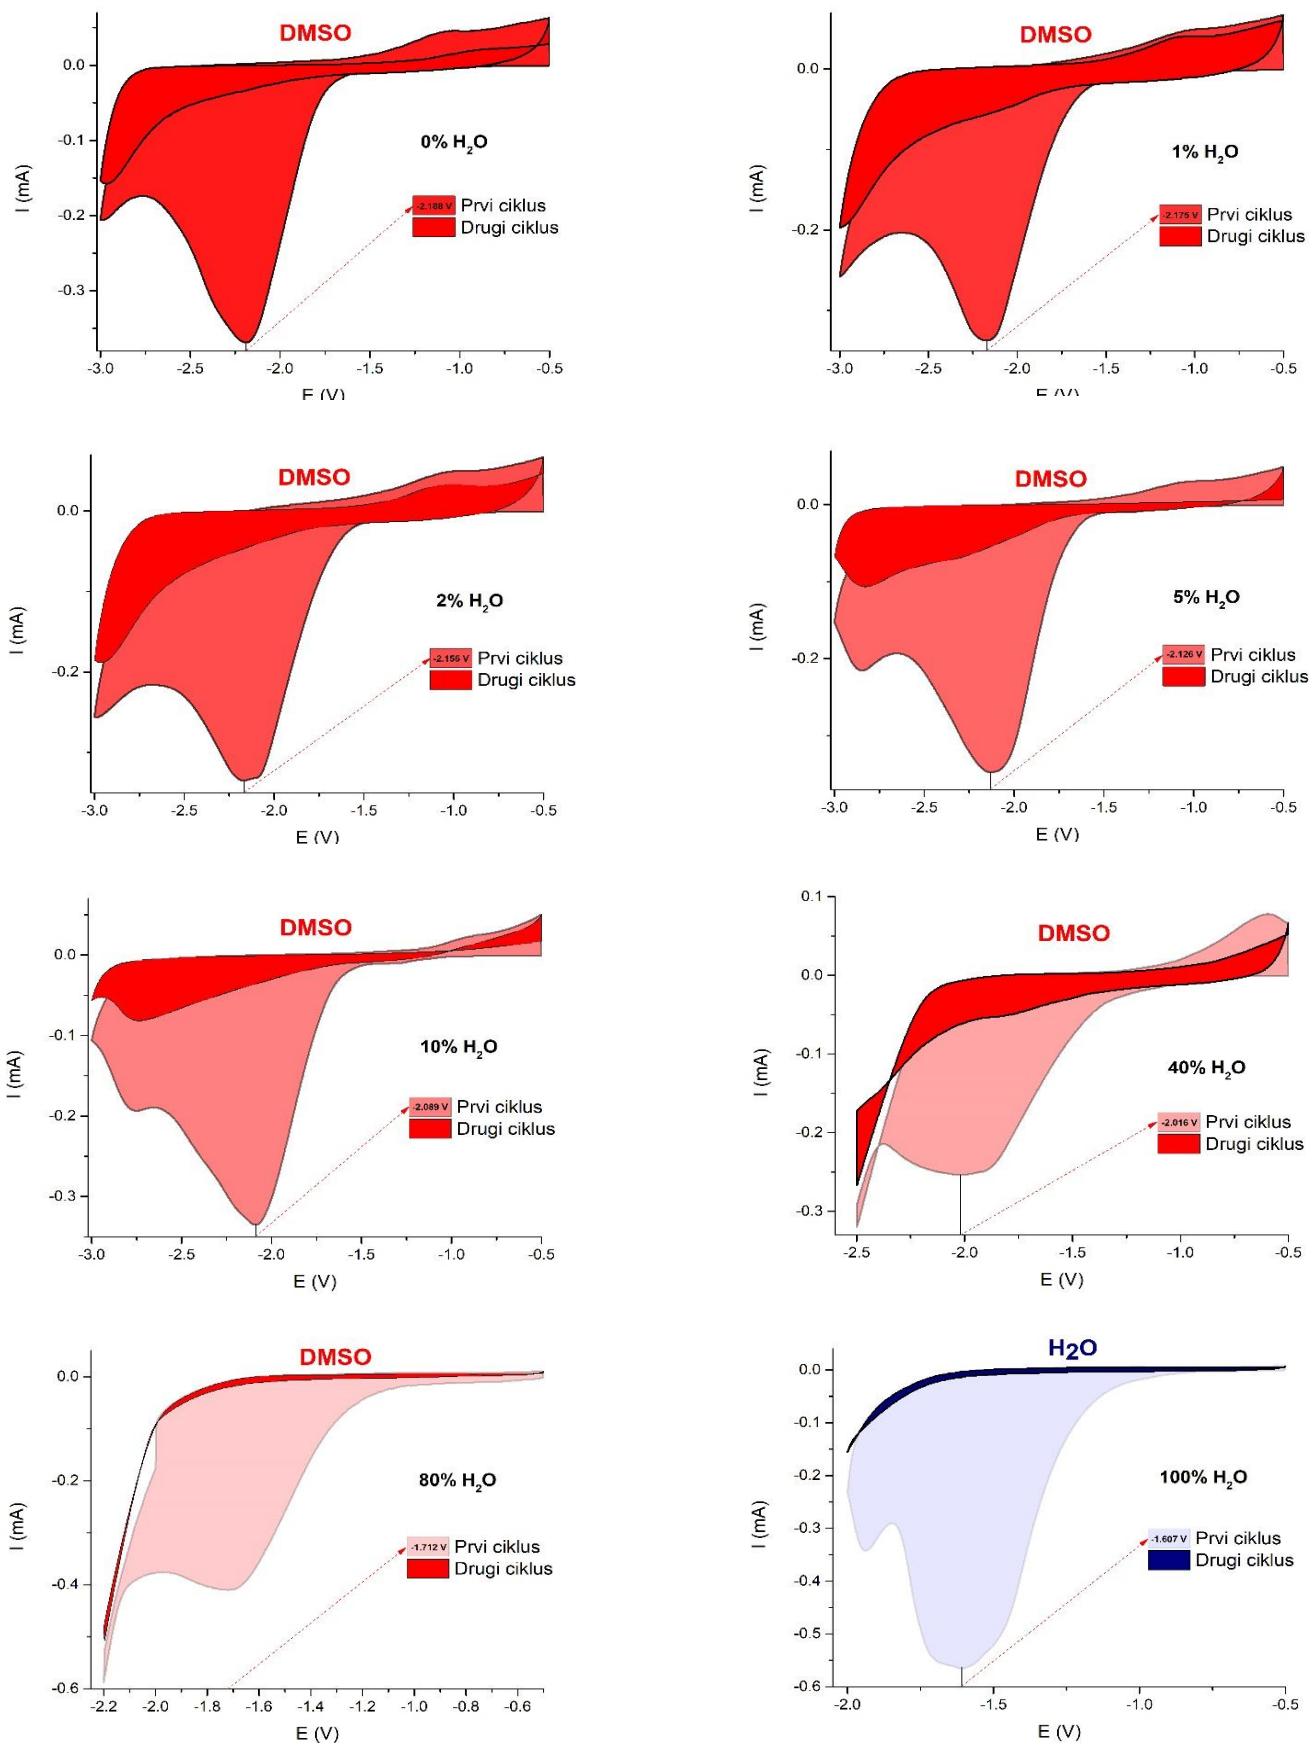 DMSO
0.0
-0.1
-0.2
-0.3
I (mA)
0% H₂O
-2.188 V Prvi ciklus
Drugi ciklus
-3.0 -2.5 -2.0 -1.5 -1.0 -0.5
E (V)
DMSO
0.0
-0.2
I (mA)
1% H₂O
-2.175 V Prvi ciklus
Drugi ciklus
-3.0 -2.5 -2.0 -1.5 -1.0 -0.5
E (V)
DMSO
0.0
-0.2
I (mA)
2% H₂O
-2.156 V Prvi ciklus
Drugi ciklus
-3.0 -2.5 -2.0 -1.5 -1.0 -0.5
E (V)
DMSO
0.0
-0.2
I (mA)
5% H₂O
-2.126 V Prvi ciklus
Drugi ciklus
-3.0 -2.5 -2.0 -1.5 -1.0 -0.5
E (V)
DMSO
0.0
-0.1
-0.2
-0.3
I (mA)
10% H₂O
-2.089 V Prvi ciklus
Drugi ciklus
-3.0 -2.5 -2.0 -1.5 -1.0 -0.5
E (V)
DMSO
0.1
0.0
-0.1
-0.2
-0.3
I (mA)
40% H₂O
-2.016 V Prvi ciklus
Drugi ciklus
-2.5 -2.0 -1.5 -1.0 -0.5
E (V)
DMSO
0.0
-0.2
-0.4
-0.6
I (mA)
80% H₂O
-1.712 V Prvi ciklus
Drugi ciklus
-2.2 -2.0 -1.8 -1.6 -1.4 -1.2 -1.0 -0.8 -0.6
E (V)
H₂O
0.0
-0.1
-0.2
-0.3
-0.4
-0.5
-0.6
I (mA)
100% H₂O
-1.607 V Prvi ciklus
Drugi ciklus
-2.0 -1.5 -1.0 -0.5
E (V)